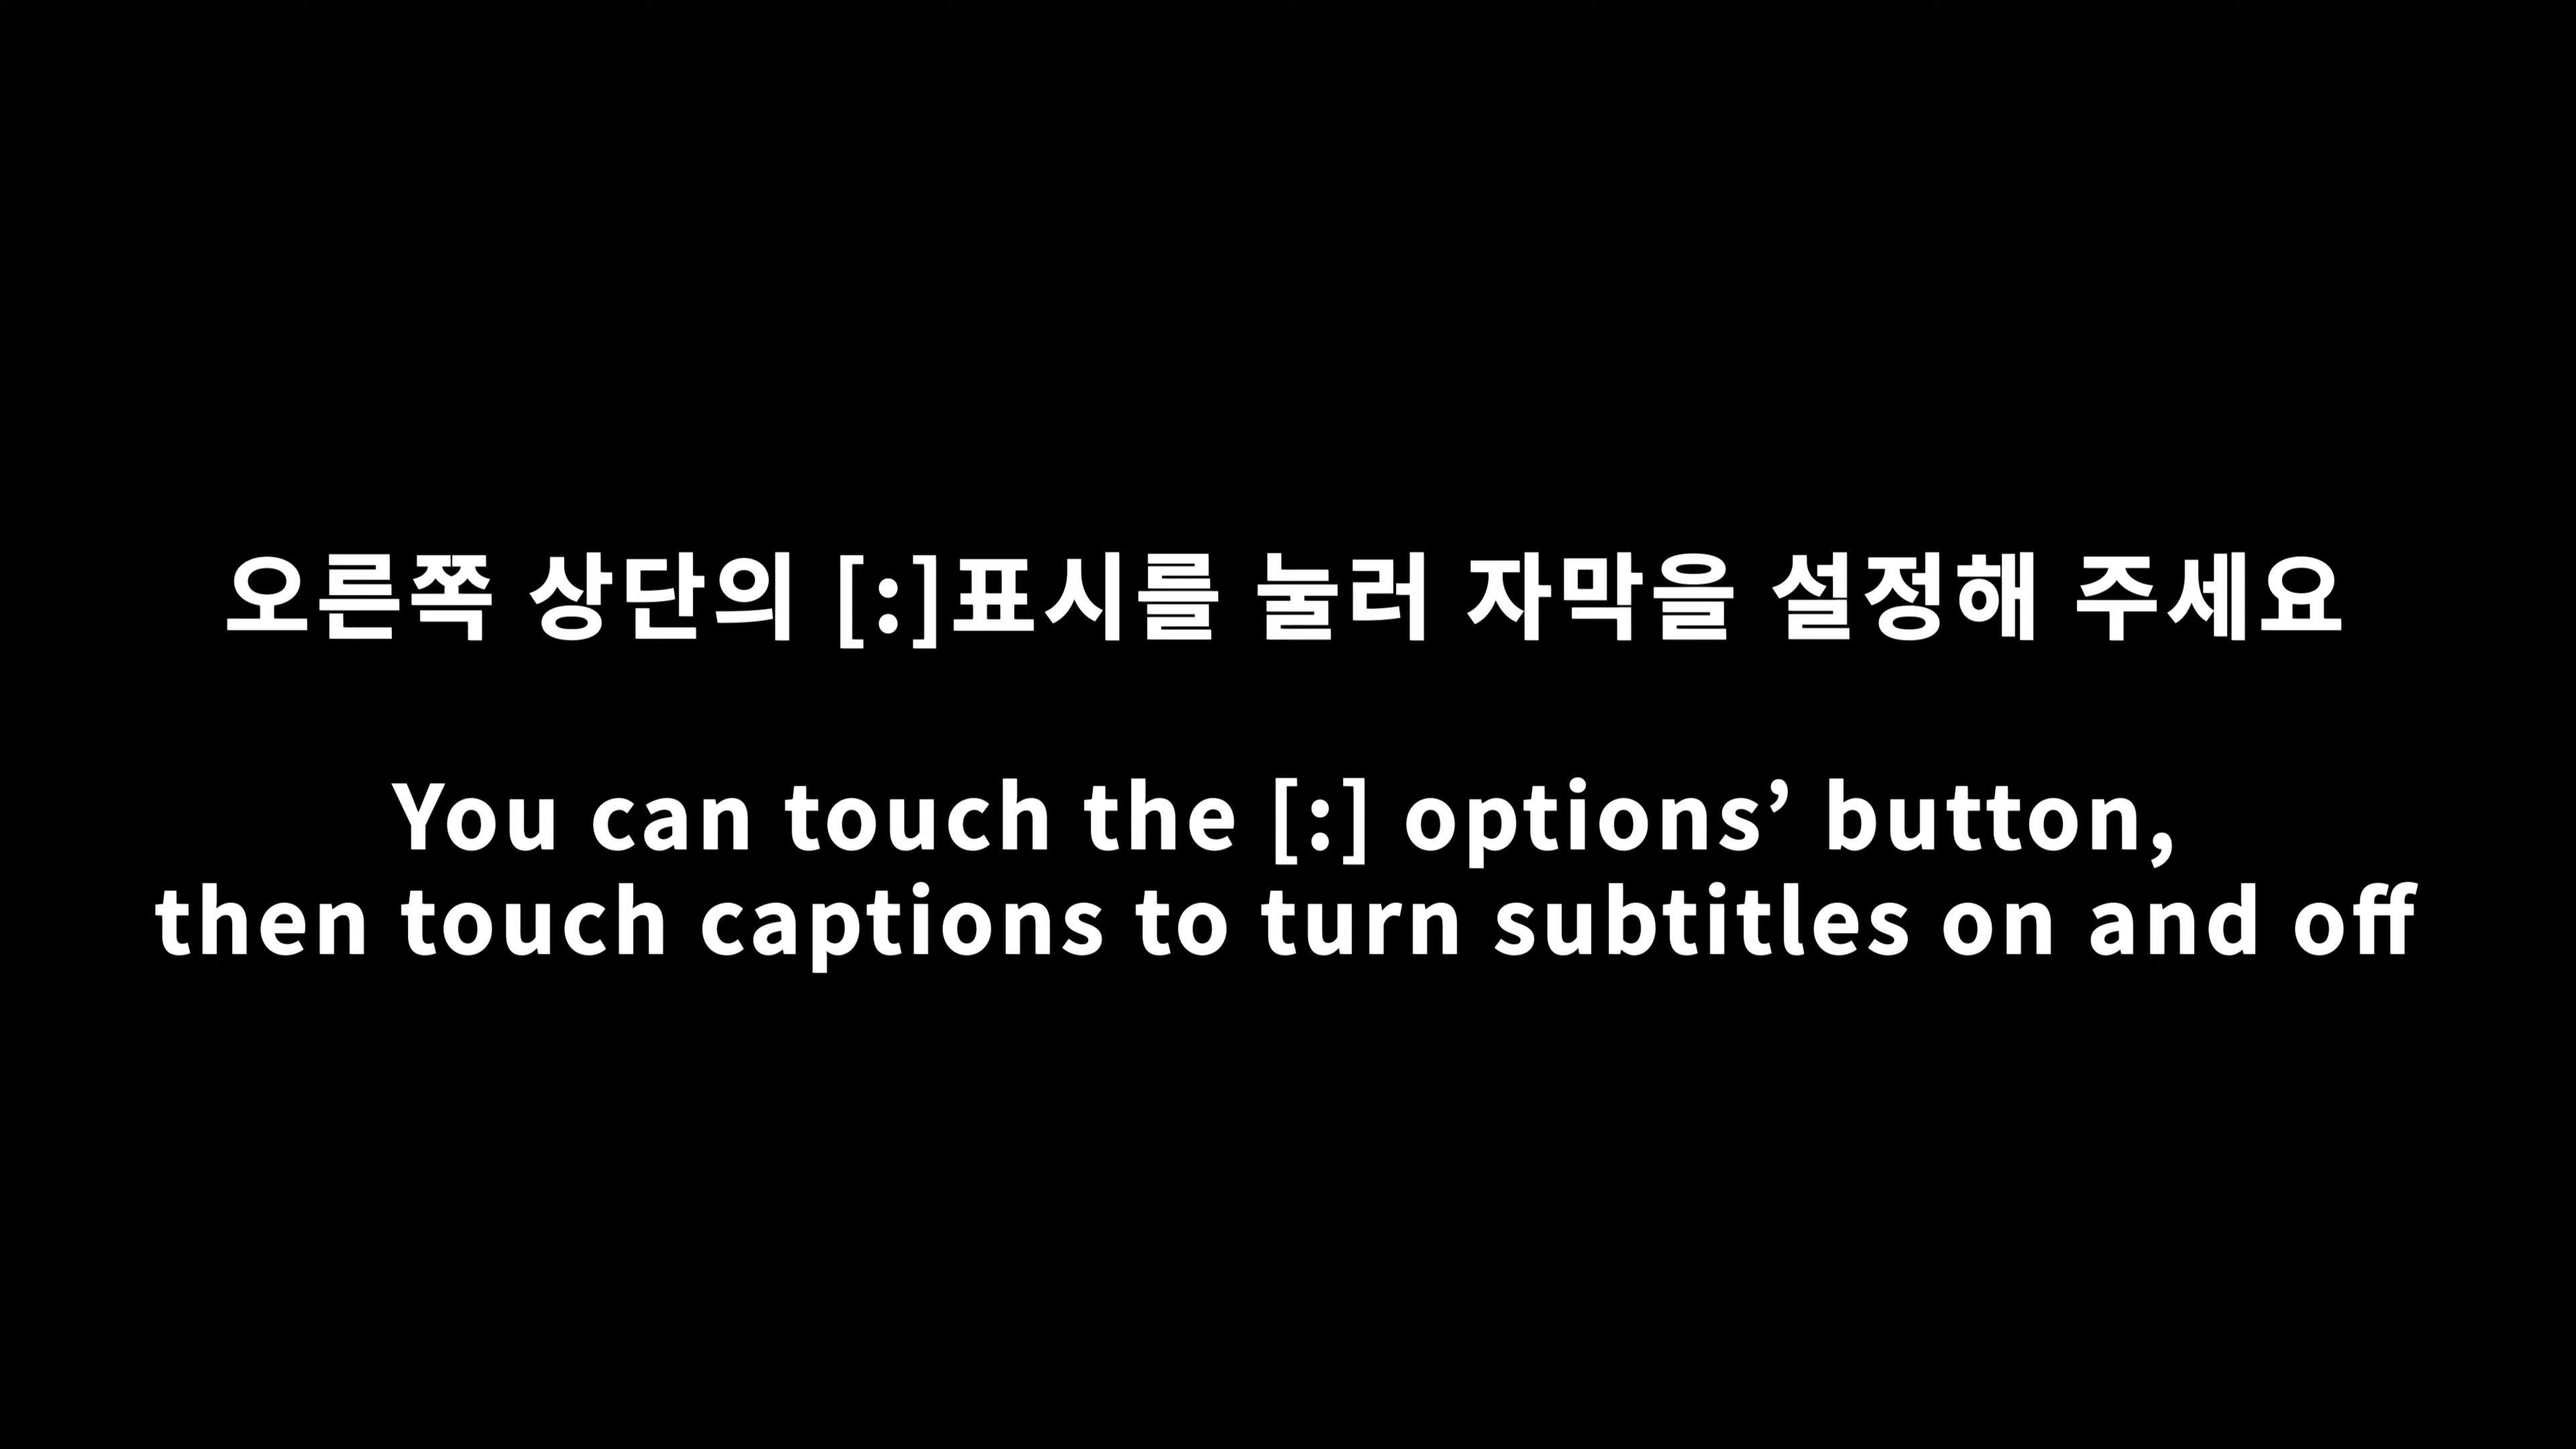 오른쪽 상단의 [:]표시를 눌러 자막을 설정해 주세요
You can touch the [:] options’ button,
then touch captions to turn subtitles on and off